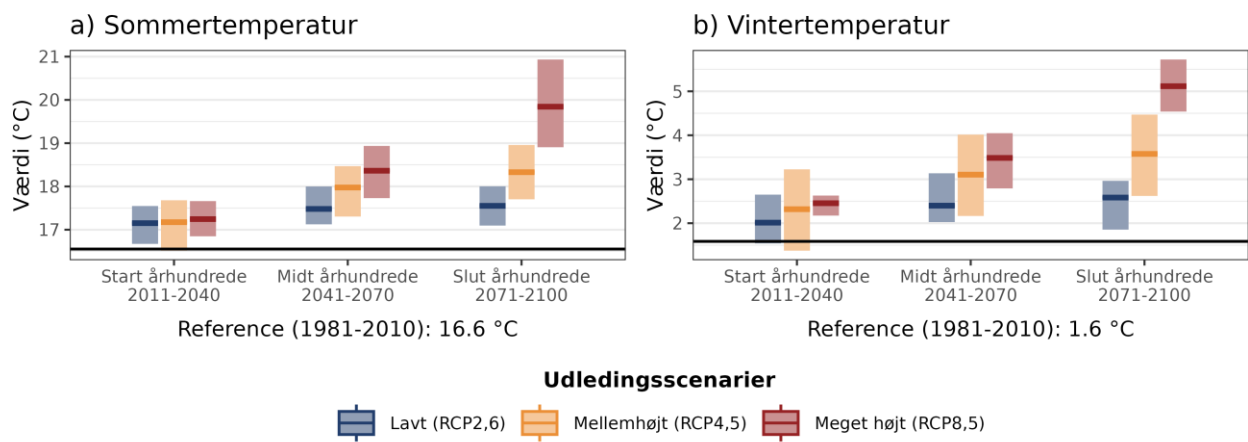 a) Sommertemperatur
Værdi (°C)
21
20
19
18
17
Start århundrede
2011-2040
Midt århundrede
2041-2070
Slut århundrede
2071-2100
Reference (1981-2010): 16.6 °C
b) Vintertemperatur
Værdi (°C)
5
4
3
2
Start århundrede
2011-2040
Midt århundrede
2041-2070
Slut århundrede
2071-2100
Reference (1981-2010): 1.6 °C
Udledingsscenarier
Lavt (RCP2,6)
Mellemhøjt (RCP4,5)
Meget højt (RCP8,5)